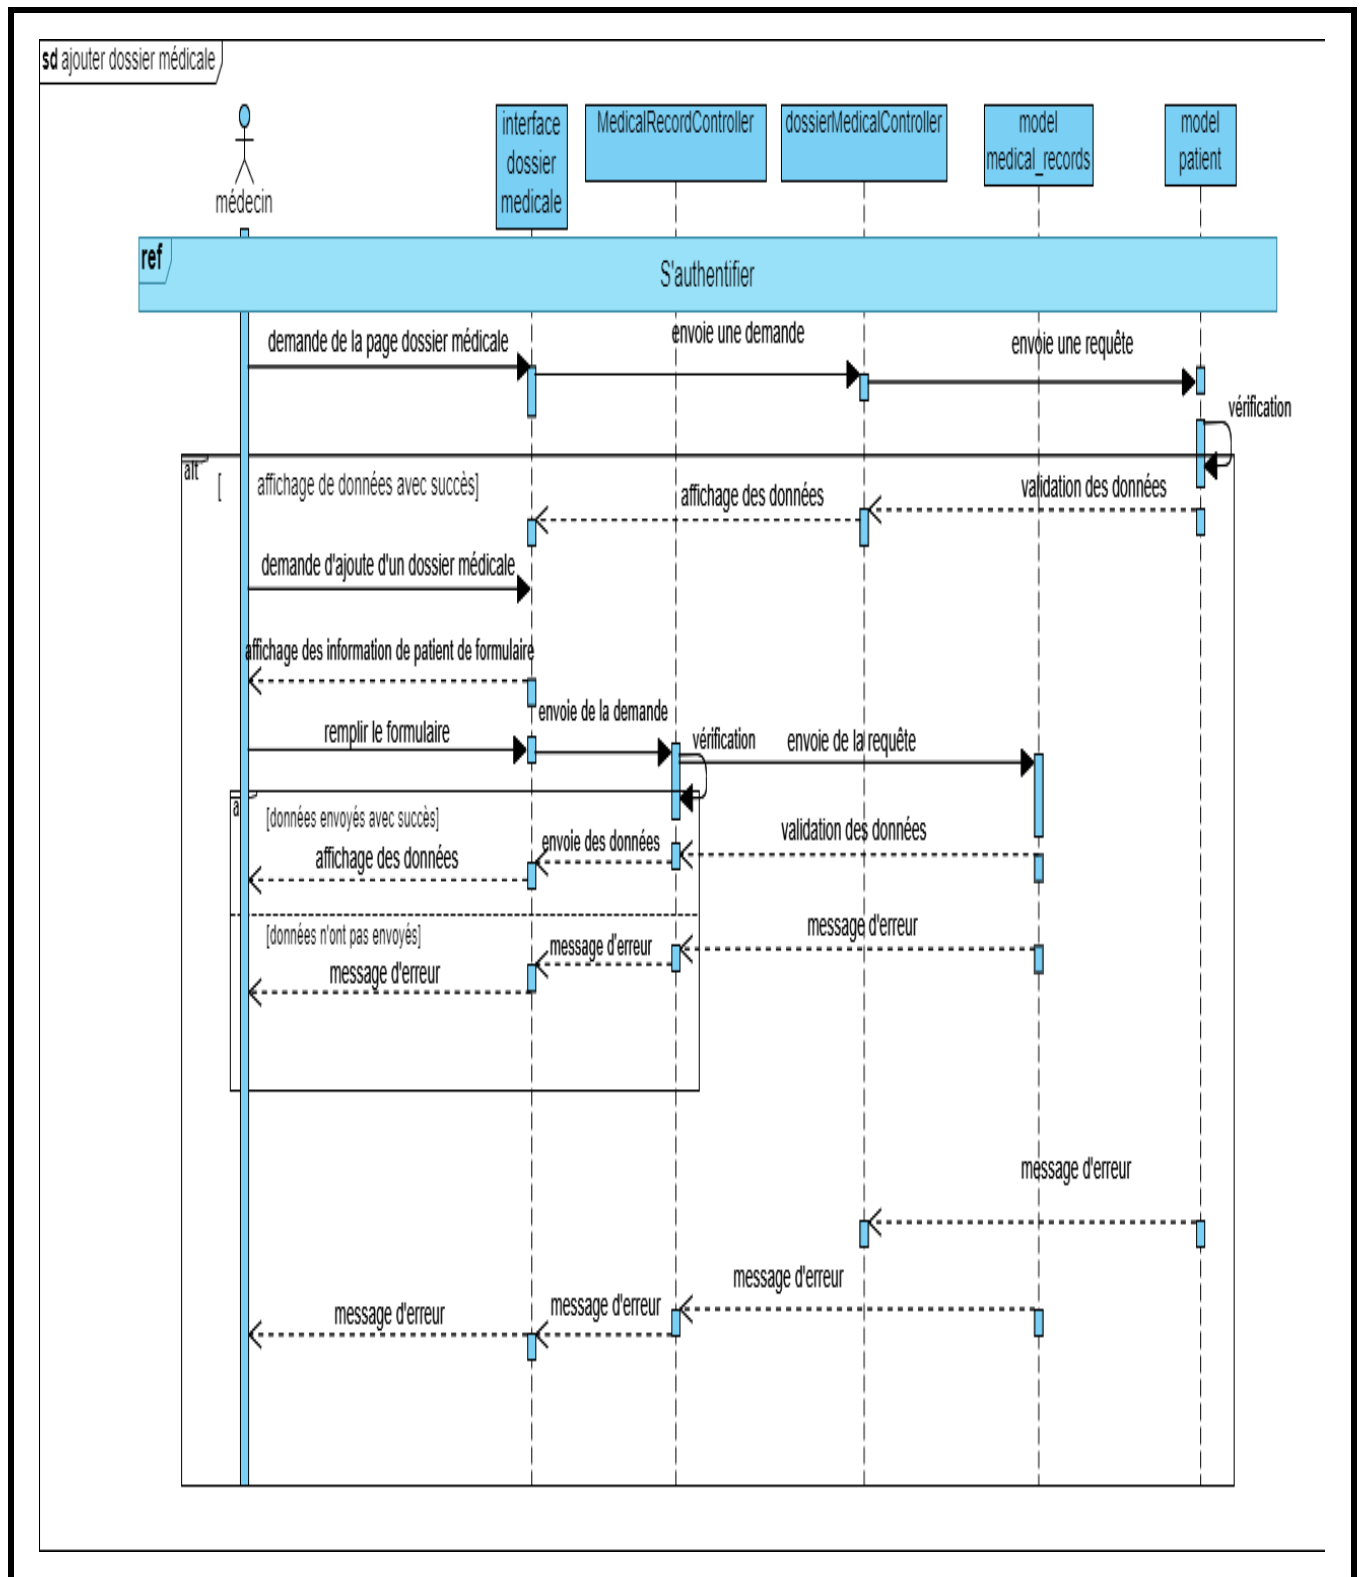 sd ajouter dossier médicale
médecin
interface
dossier
medicale
MedicalRecordController
dossierMedicalController
model
medical_records
model
patient
ref
S'authentifier
demande de la page dossier médicale
envoie une demande
envoie une requête
vérification
alt
[ affichage de données avec succès]
affichage des données
validation des données
demande d'ajoute d'un dossier médicale
affichage des information de patient de formulaire
remplir le formulaire
envoie de la demande
vérification
envoie de la requête
a
[données envoyés avec succès]
affichage des données
envoie des données
validation des données
[données n'ont pas envoyés]
message d'erreur
message d'erreur
message d'erreur
message d'erreur
message d'erreur
message d'erreur
message d'erreur